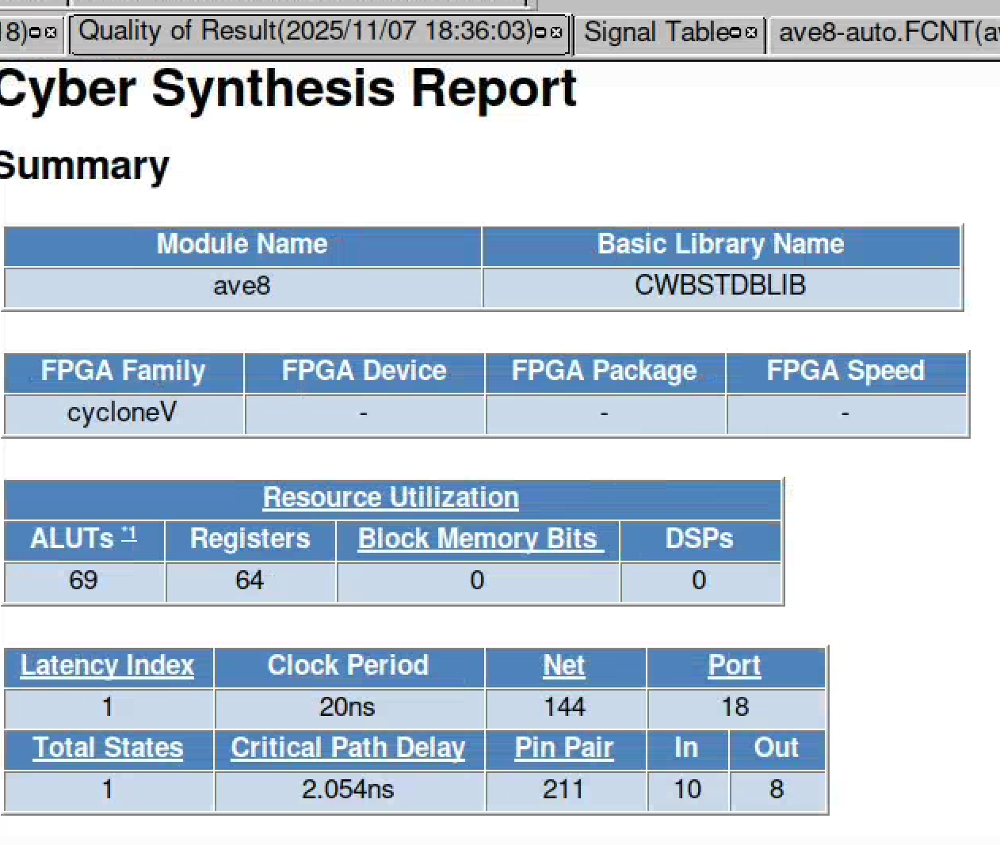 8) Quality of Result(2025/11/07 18:36:03) Signal Table ave8-auto.FCNT(av
Cyber Synthesis Report
Summary
Module Name Basic Library Name
ave8 CWBSTDBLIB
FPGA Family FPGA Device FPGA Package FPGA Speed
cycloneV - - -
Resource Utilization
ALUTs *1 Registers Block Memory Bits DSPs
69 64 0 0
Latency Index Clock Period Net Port
1 20ns 144 18
Total States Critical Path Delay Pin Pair In Out
1 2.054ns 211 10 8